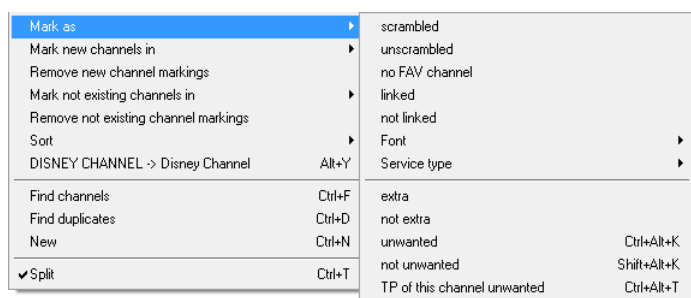 Mark as
Mark new channels in
Remove new channel markings
Mark not existing channels in
Remove not existing channel markings
Sort
DISNEY CHANNEL -> Disney Channel Alt+Y
Find channels Ctrl+F
Find duplicates Ctrl+D
New Ctrl+N
Split Ctrl+T
scrambled
unscrambled
no FAV channel
linked
not linked
Font
Service type
extra
not extra
unwanted Ctrl+Alt+K
not unwanted Shift+Alt+K
TP of this channel unwanted Ctrl+Alt+T